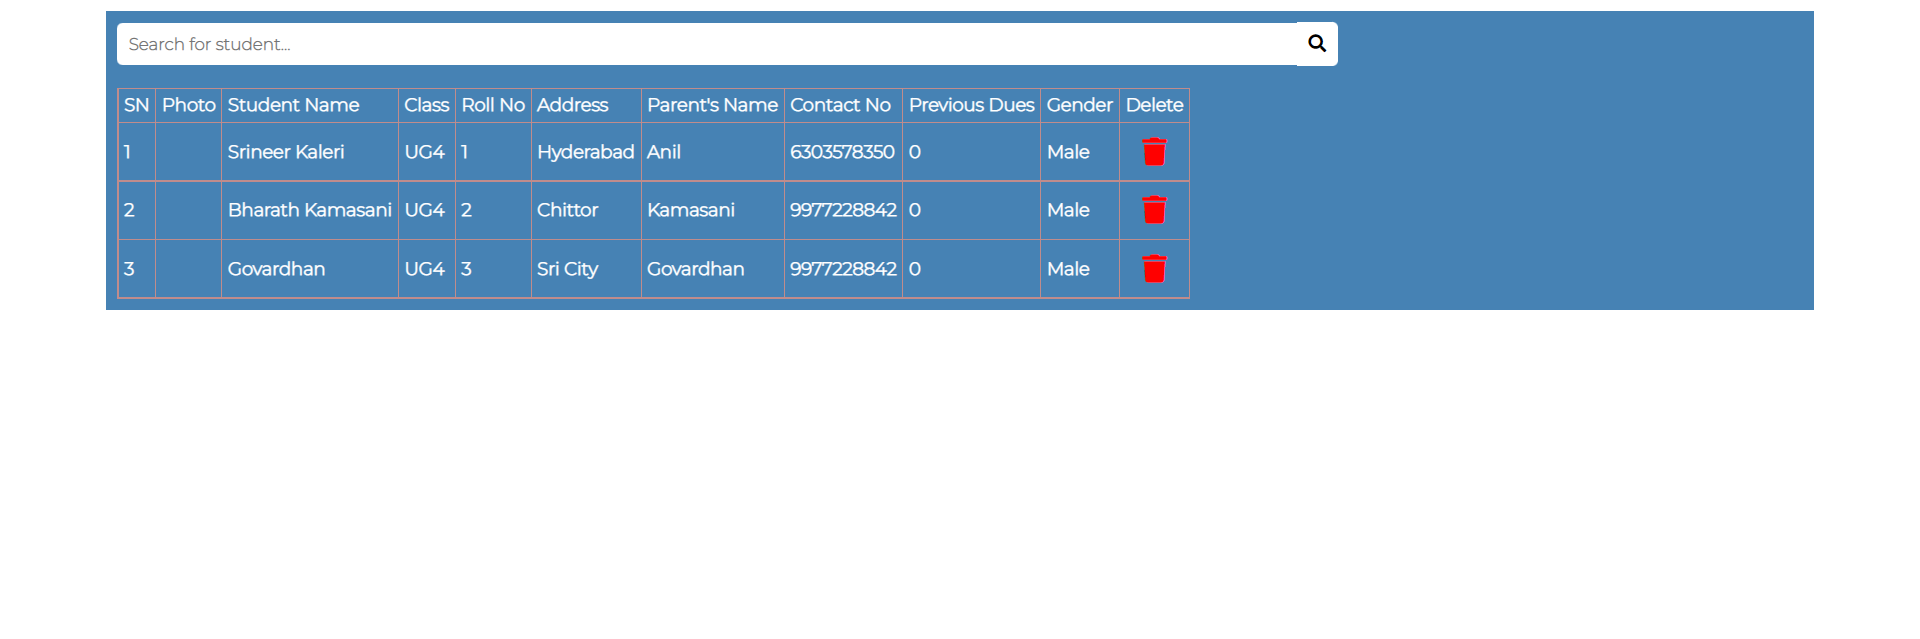 Search for student...
SN Photo Student Name Class Roll No Address Parent's Name Contact No Previous Dues Gender Delete
1 Srineer Kaleri UG4 1 Hyderabad Anil 6303578350 0 Male
2 Bharath Kamasani UG4 2 Chittor Kamasani 9977228842 0 Male
3 Govardhan UG4 3 Sri City Govardhan 9977228842 0 Male